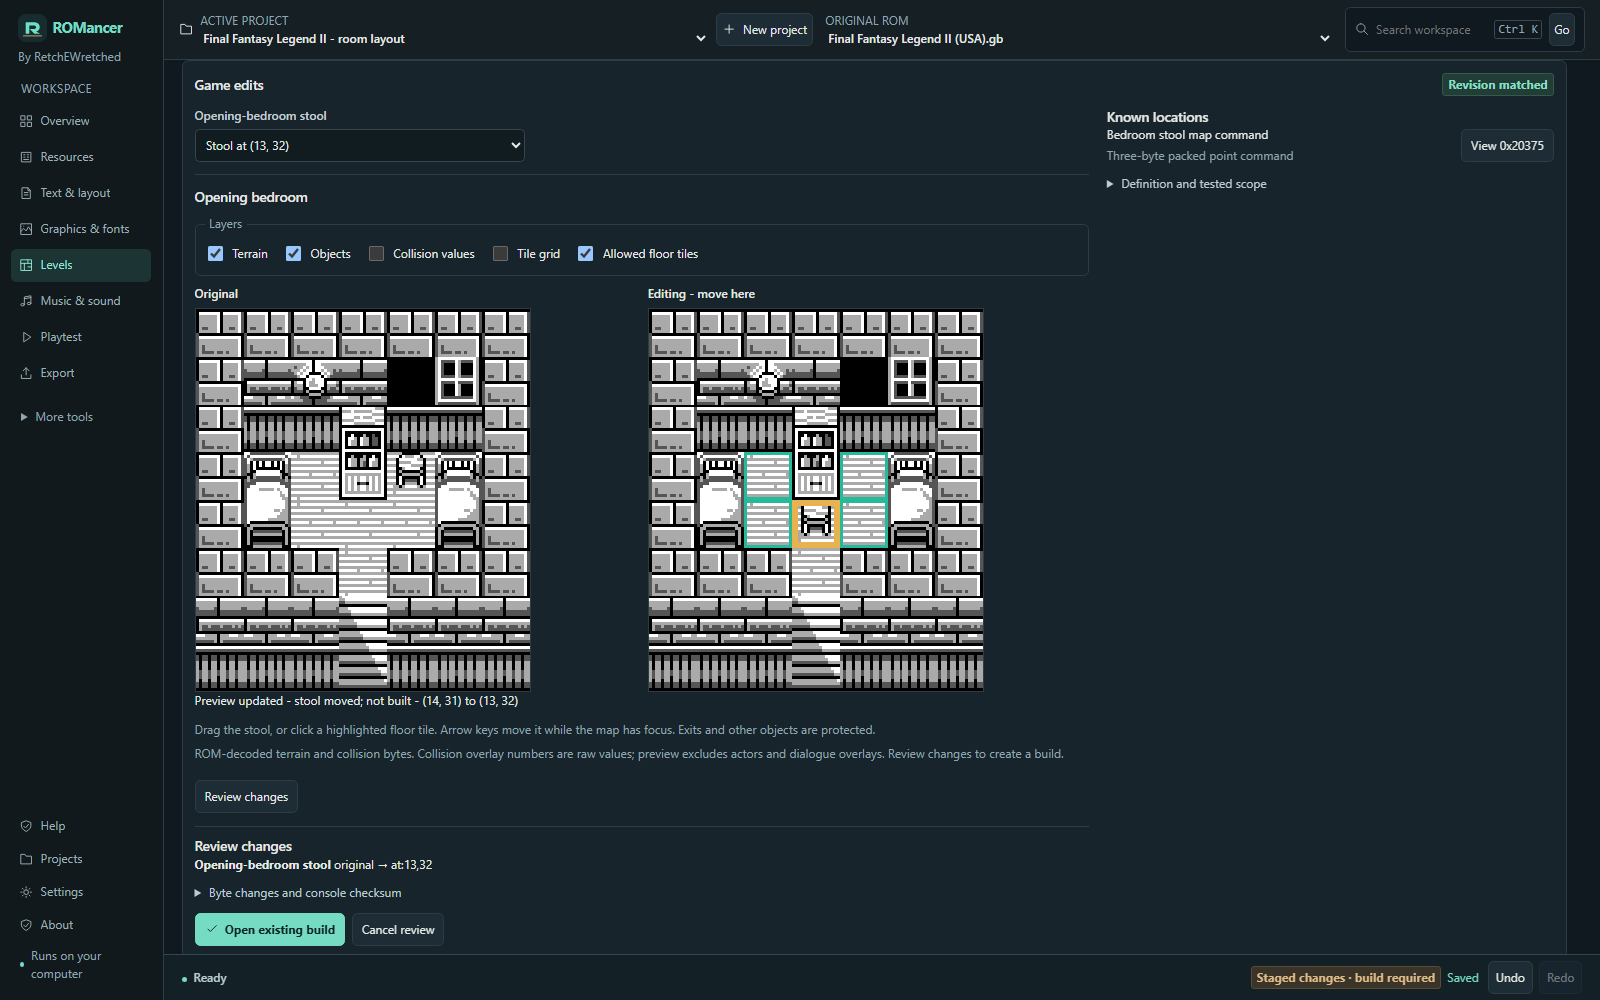 ROMancer
By RetchEWretched
WORKSPACE
Overview
Resources
Text & layout
Graphics & fonts
Levels
Music & sound
Playtest
Export
More tools
Help
Projects
Settings
About
Runs on your
computer
ACTIVE PROJECT
Final Fantasy Legend II - room layout
New project
ORIGINAL ROM
Final Fantasy Legend II (USA).gb
Search workspace
Ctrl K
Go
Game edits
Revision matched
Opening-bedroom stool
Stool at (13, 32)
Known locations
Bedroom stool map command
Three-byte packed point command
View 0x20375
Definition and tested scope
Opening bedroom
Layers
Terrain
Objects
Collision values
Tile grid
Allowed floor tiles
Original
Editing - move here
Preview updated - stool moved; not built - (14, 31) to (13, 32)
Drag the stool, or click a highlighted floor tile. Arrow keys move it while the map has focus. Exits and other objects are protected.
ROM-decoded terrain and collision bytes. Collision overlay numbers are raw values; preview excludes actors and dialogue overlays. Review changes to create a build.
Review changes
Review changes
Opening-bedroom stool original → at:13,32
Byte changes and console checksum
Open existing build
Cancel review
Ready
Staged changes · build required
Saved
Undo
Redo